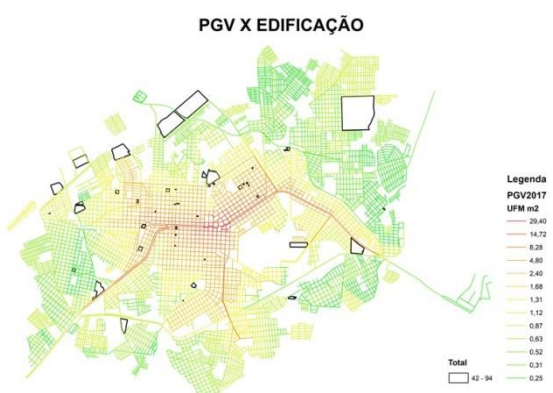 PGV X EDIFICAÇÃO
Legenda
PGV2017
UFM m2
29,40
14,72
8,28
4,80
2,40
1,68
1,31
1,12
0,87
0,63
0,52
0,31
0,25
Total
42 - 94